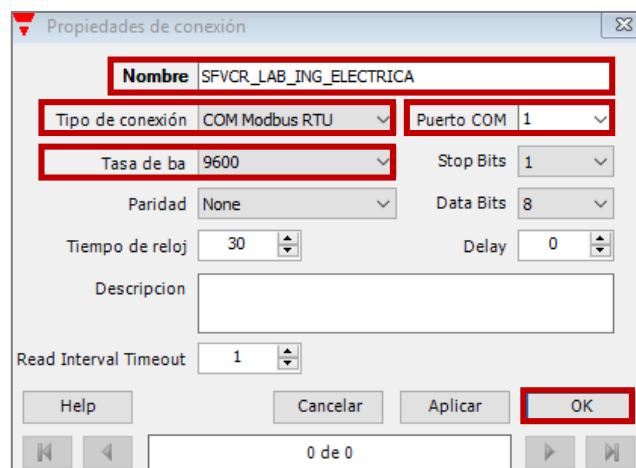 Propiedades de conexión
Nombre SFVCR_LAB_ING_ELECTRICA
Tipo de conexión COM Modbus RTU Puerto COM 1
Tasa de ba 9600 Stop Bits 1
Paridad None Data Bits 8
Tiempo de reloj 30 Delay 0
Descripcion
Read Interval Timeout 1
Help Cancelar Aplicar OK
0 de 0